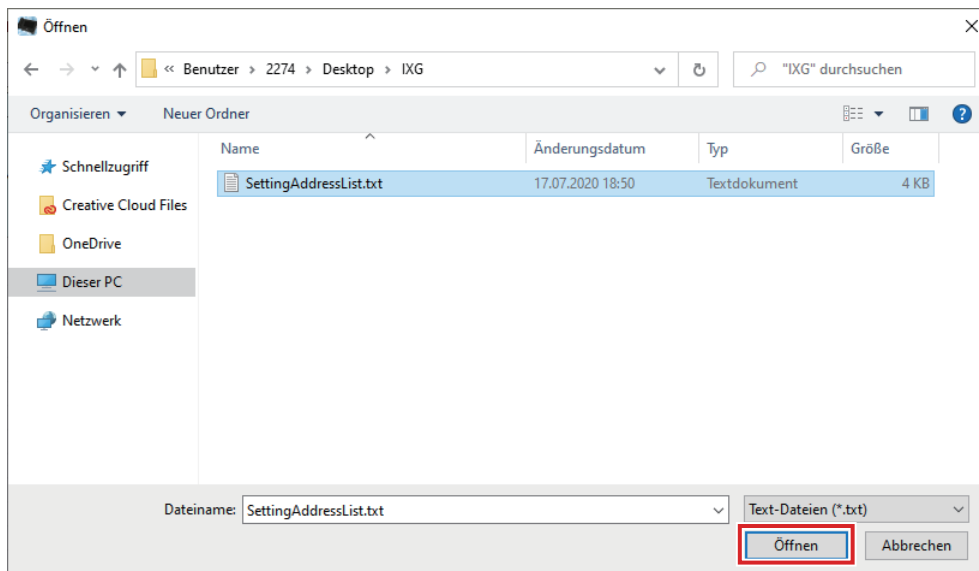 Öffnen
« Benutzer › 2274 › Desktop › IXG
"IXG" durchsuchen
Organisieren Neuer Ordner
Name Änderungsdatum Typ Größe
Schnellzugriff
SettingAddressList.txt 17.07.2020 18:50 Textdokument 4 KB
Creative Cloud Files
OneDrive
Dieser PC
Netzwerk
Dateiname: SettingAddressList.txt Text-Dateien (*.txt)
Öffnen Abbrechen